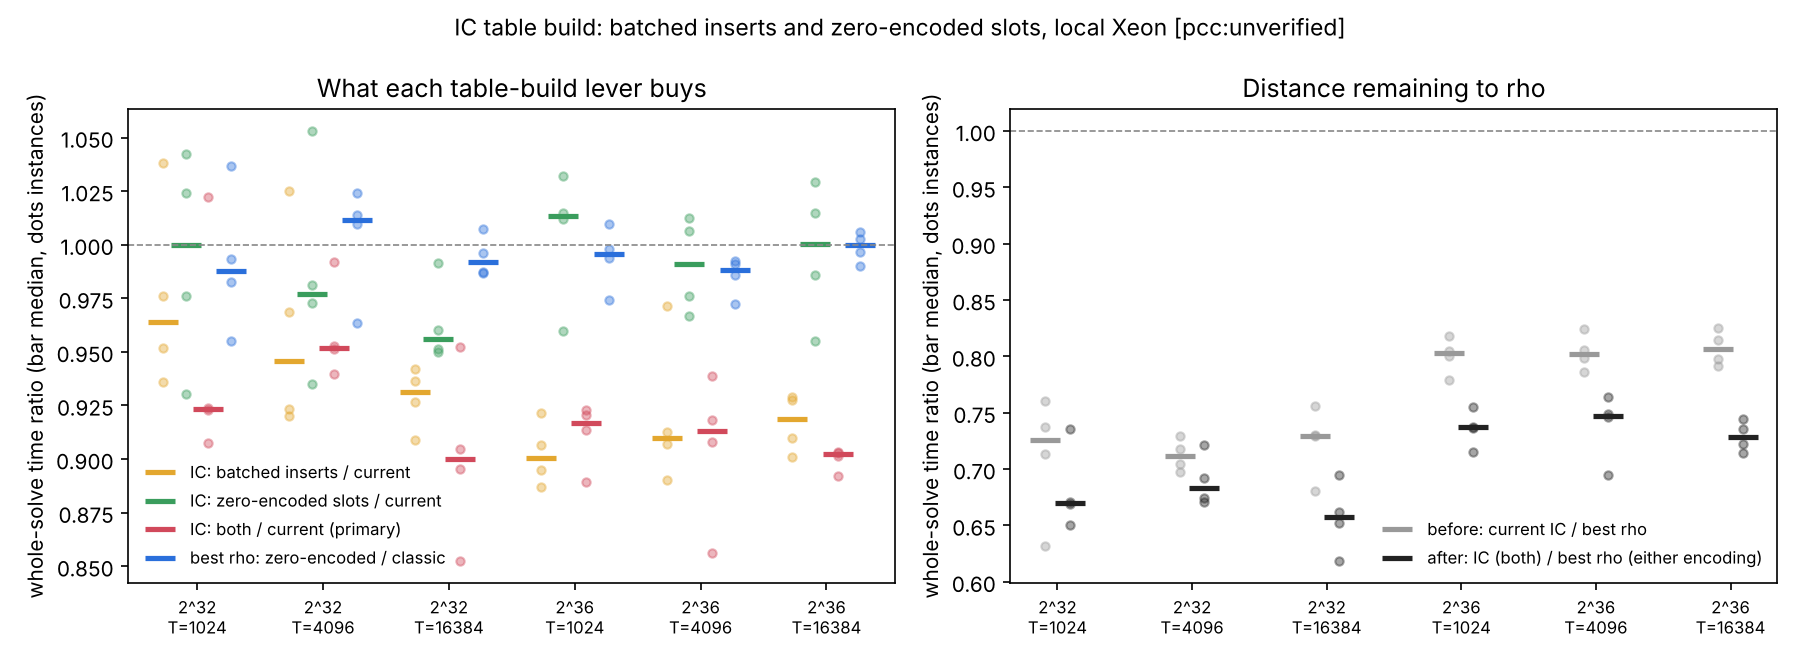 IC table build: batched inserts and zero-encoded slots, local Xeon [pcc:unverified]
What each table-build lever buys
whole-solve time ratio (bar median, dots instances)
1.050
1.025
1.000
0.975
0.950
0.925
0.900
0.875
0.850
IC: batched inserts / current
IC: zero-encoded slots / current
IC: both / current (primary)
best rho: zero-encoded / classic
2^32
T=1024
2^32
T=4096
2^32
T=16384
2^36
T=1024
2^36
T=4096
2^36
T=16384
Distance remaining to rho
whole-solve time ratio (bar median, dots instances)
1.00
0.95
0.90
0.85
0.80
0.75
0.70
0.65
0.60
before: current IC / best rho
after: IC (both) / best rho (either encoding)
2^32
T=1024
2^32
T=4096
2^32
T=16384
2^36
T=1024
2^36
T=4096
2^36
T=16384